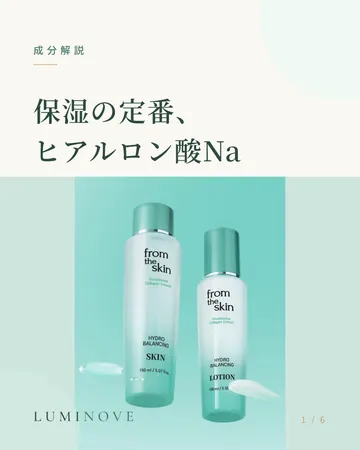 成分解説
保湿の定番、
ヒアルロン酸Na
from
the
skin
HYDRO
BALANCING
SKIN
from
the
skin
HYDRO
BALANCING
LOTION
LUMINOVE
1 / 6